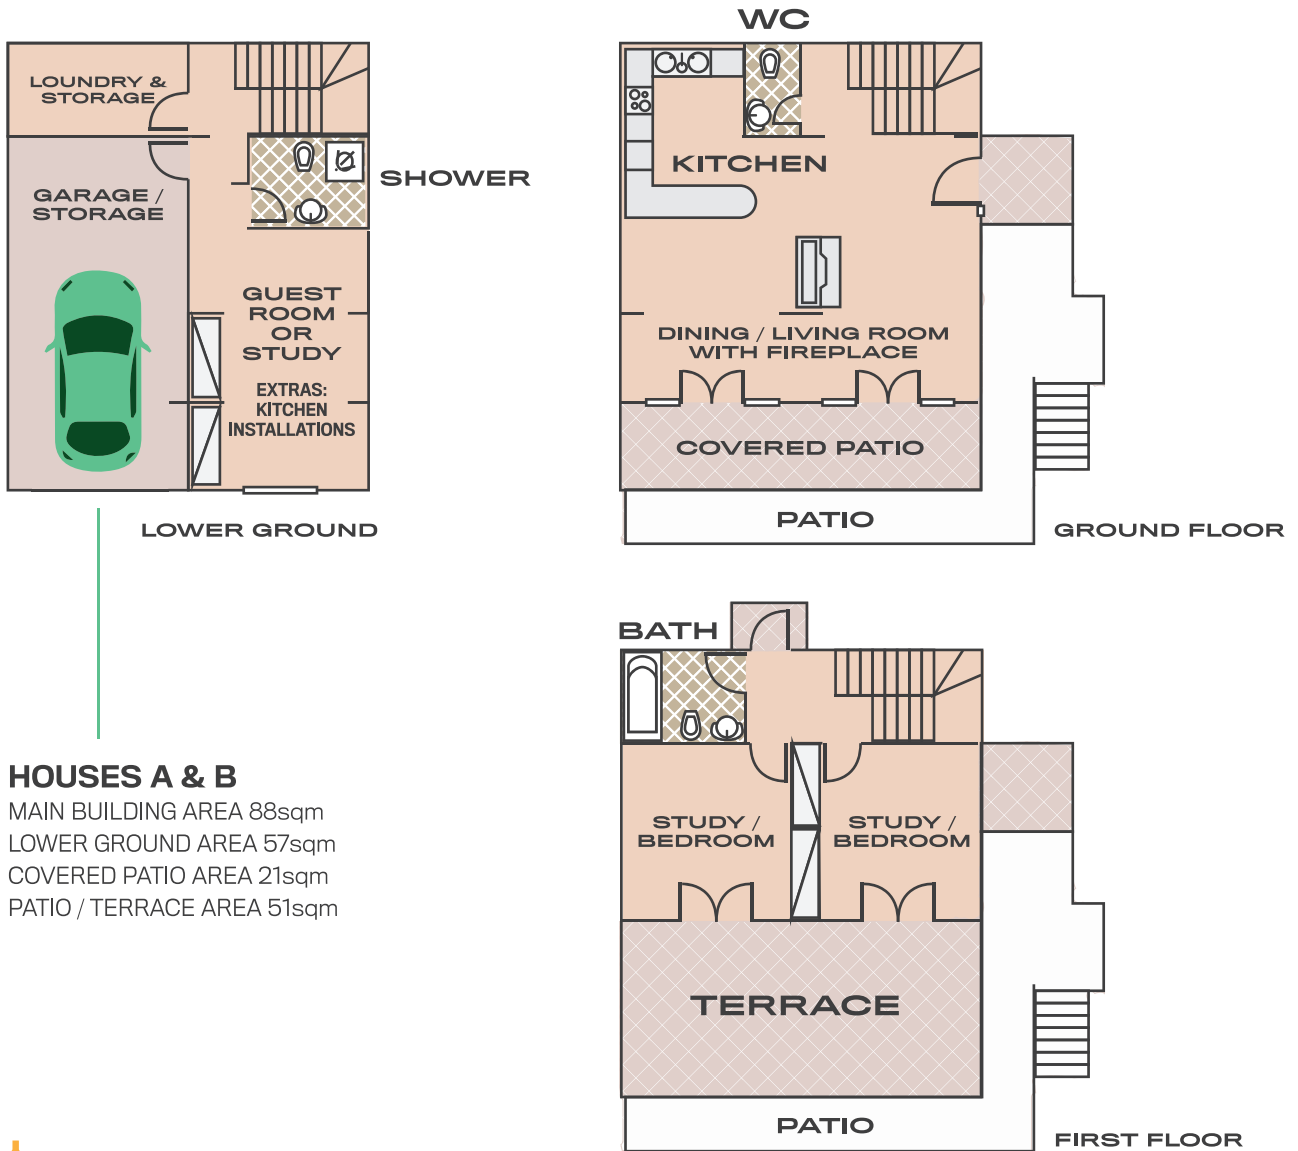 LOUNDRY &
STORAGE
GARAGE /
STORAGE
SHOWER
GUEST
ROOM
OR
STUDY
EXTRAS:
KITCHEN
INSTALLATIONS
LOWER GROUND
WC
KITCHEN
DINING / LIVING ROOM
WITH FIREPLACE
COVERED PATIO
PATIO
GROUND FLOOR
HOUSES A & B
MAIN BUILDING AREA 88sqm
LOWER GROUND AREA 57sqm
COVERED PATIO AREA 21sqm
PATIO / TERRACE AREA 51sqm
BATH
STUDY /
BEDROOM
STUDY /
BEDROOM
TERRACE
PATIO
FIRST FLOOR